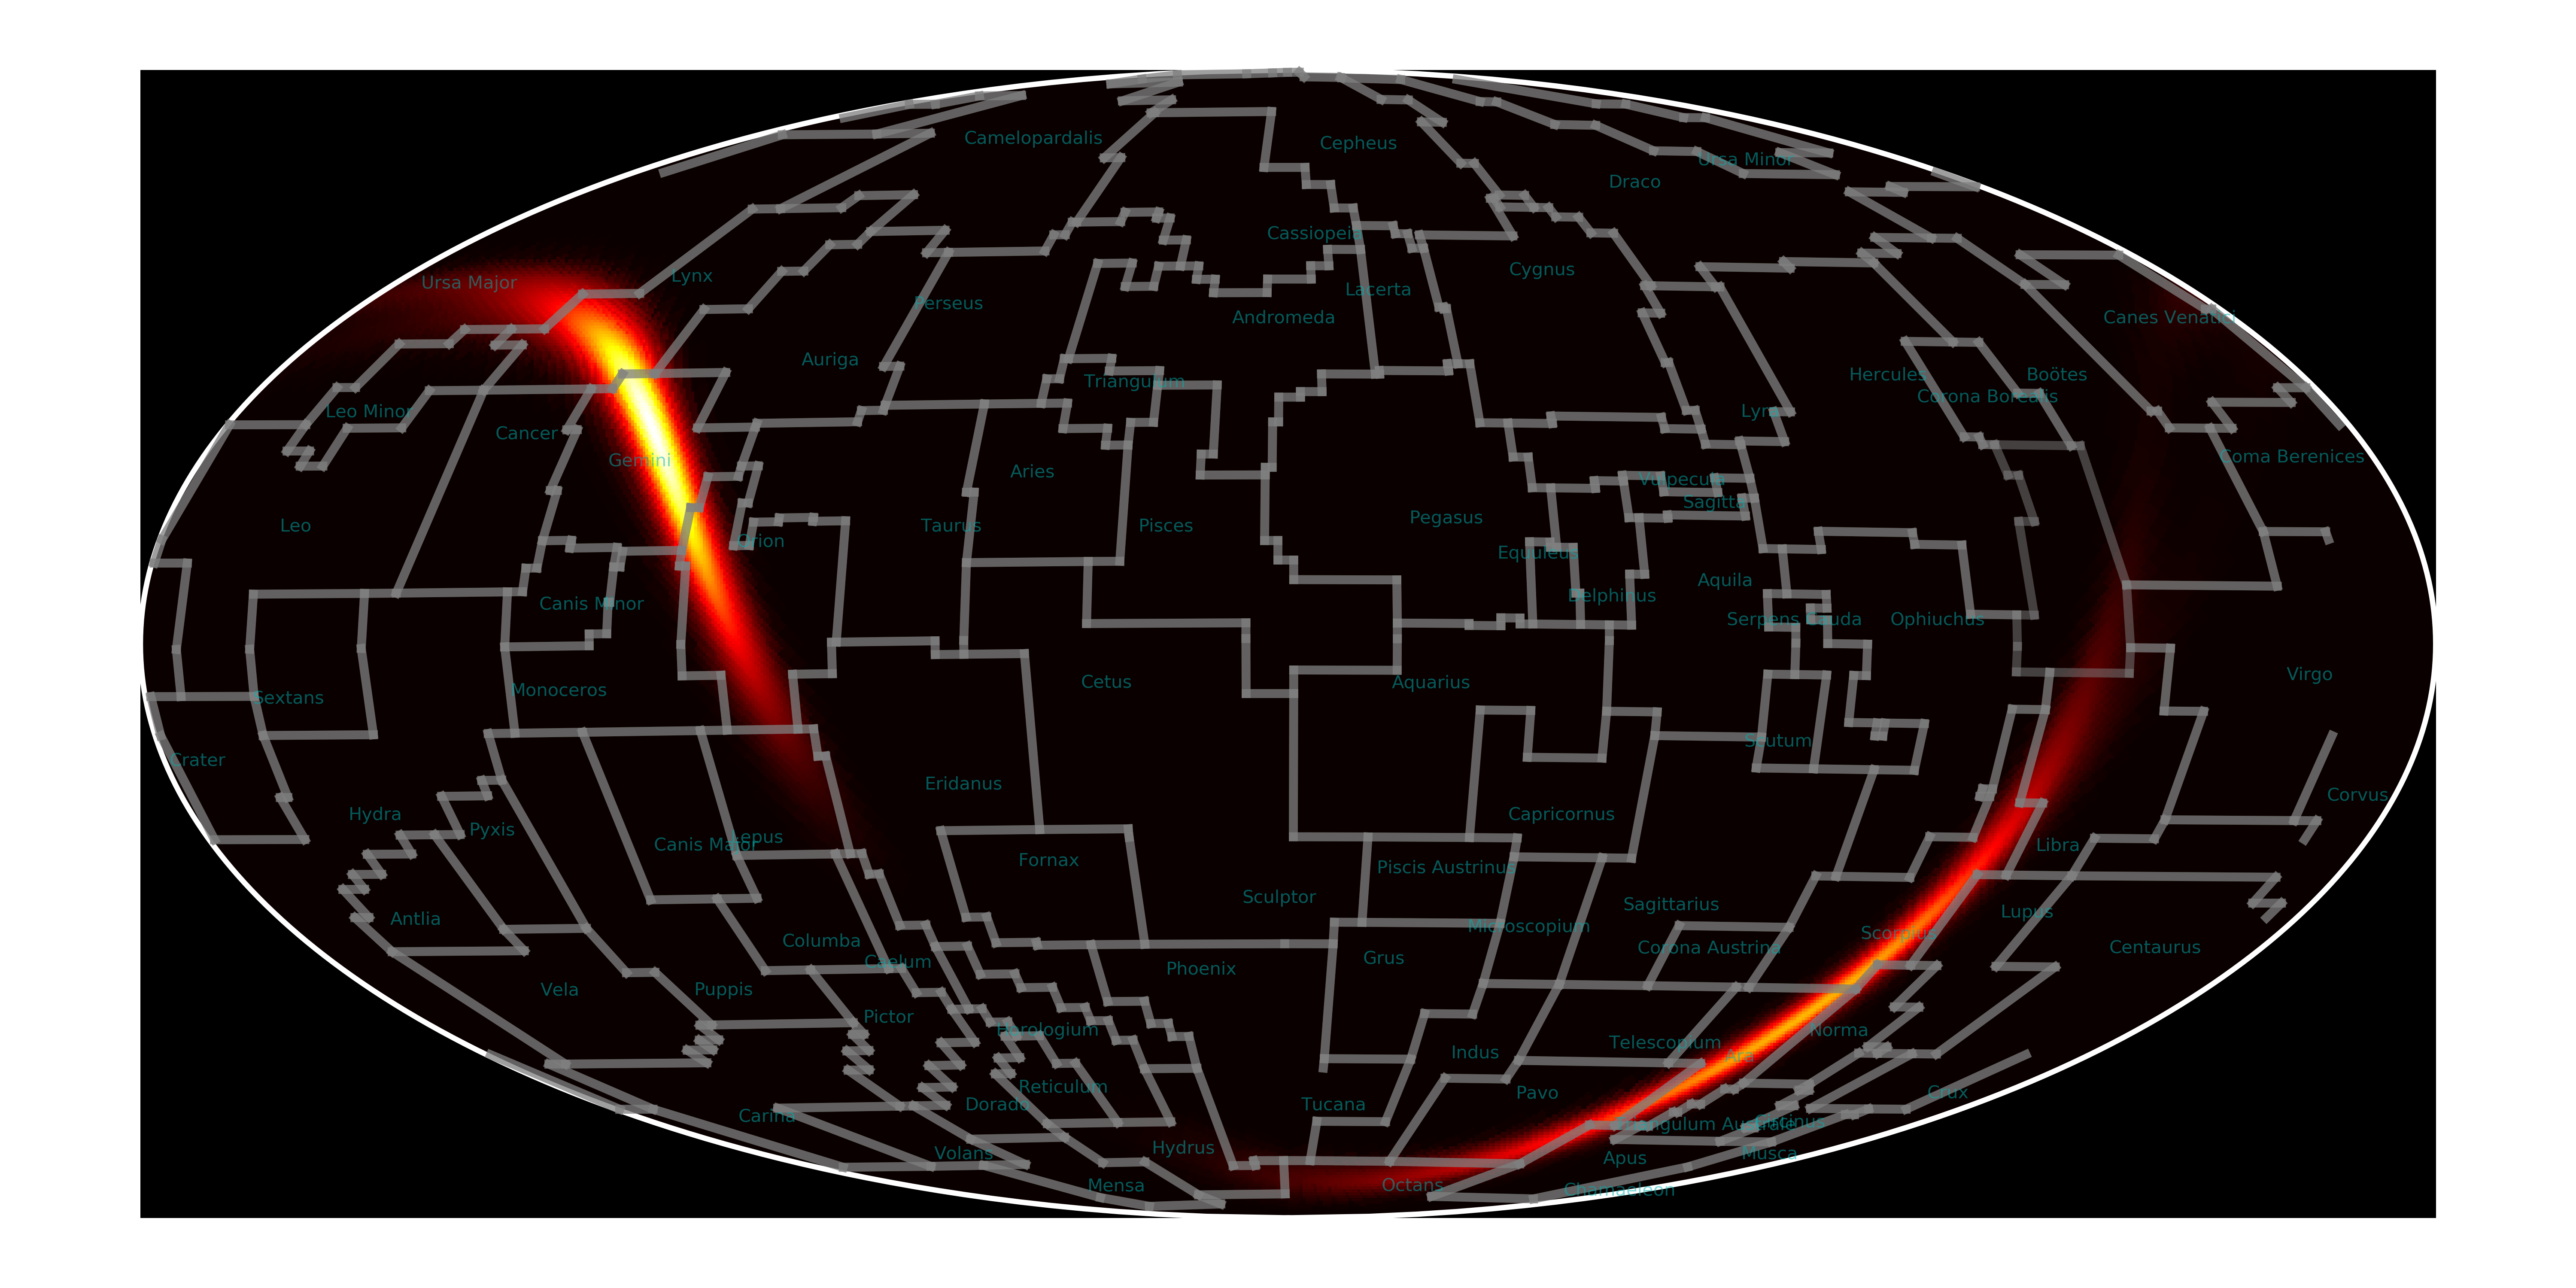 Camelopardalis
Cepheus
Ursa Minor
Draco
Cassiopeia
Cygnus
Lynx
Ursa Major
Lacerta
Perseus
Andromeda
Canes Venatici
Auriga
Hercules
Boötes
Triangulum
Corona Borealis
Leo Minor
Lyra
Cancer
Coma Berenices
Gemini
Aries
Vulpecula
Sagitta
Pegasus
Leo
Taurus
Pisces
Orion
Equuleus
Aquila
Delphinus
Canis Minor
Serpens Cauda
Ophiuchus
Virgo
Cetus
Aquarius
Monoceros
Sextans
Scutum
Crater
Eridanus
Corvus
Hydra
Capricornus
Pyxis
Lepus
Canis Major
Libra
Fornax
Piscis Austrinus
Sculptor
Sagittarius
Lupus
Antlia
Microscopium
Scorpius
Columba
Corona Austrina
Centaurus
Grus
Caelum
Phoenix
Vela
Puppis
Pictor
Horologium
Norma
Telescopium
Indus
Ara
Reticulum
Pavo
Crux
Dorado
Tucana
Carina
Circinus
Triangulum Australe
Hydrus
Volans
Musca
Apus
Mensa
Octans
Chamaeleon